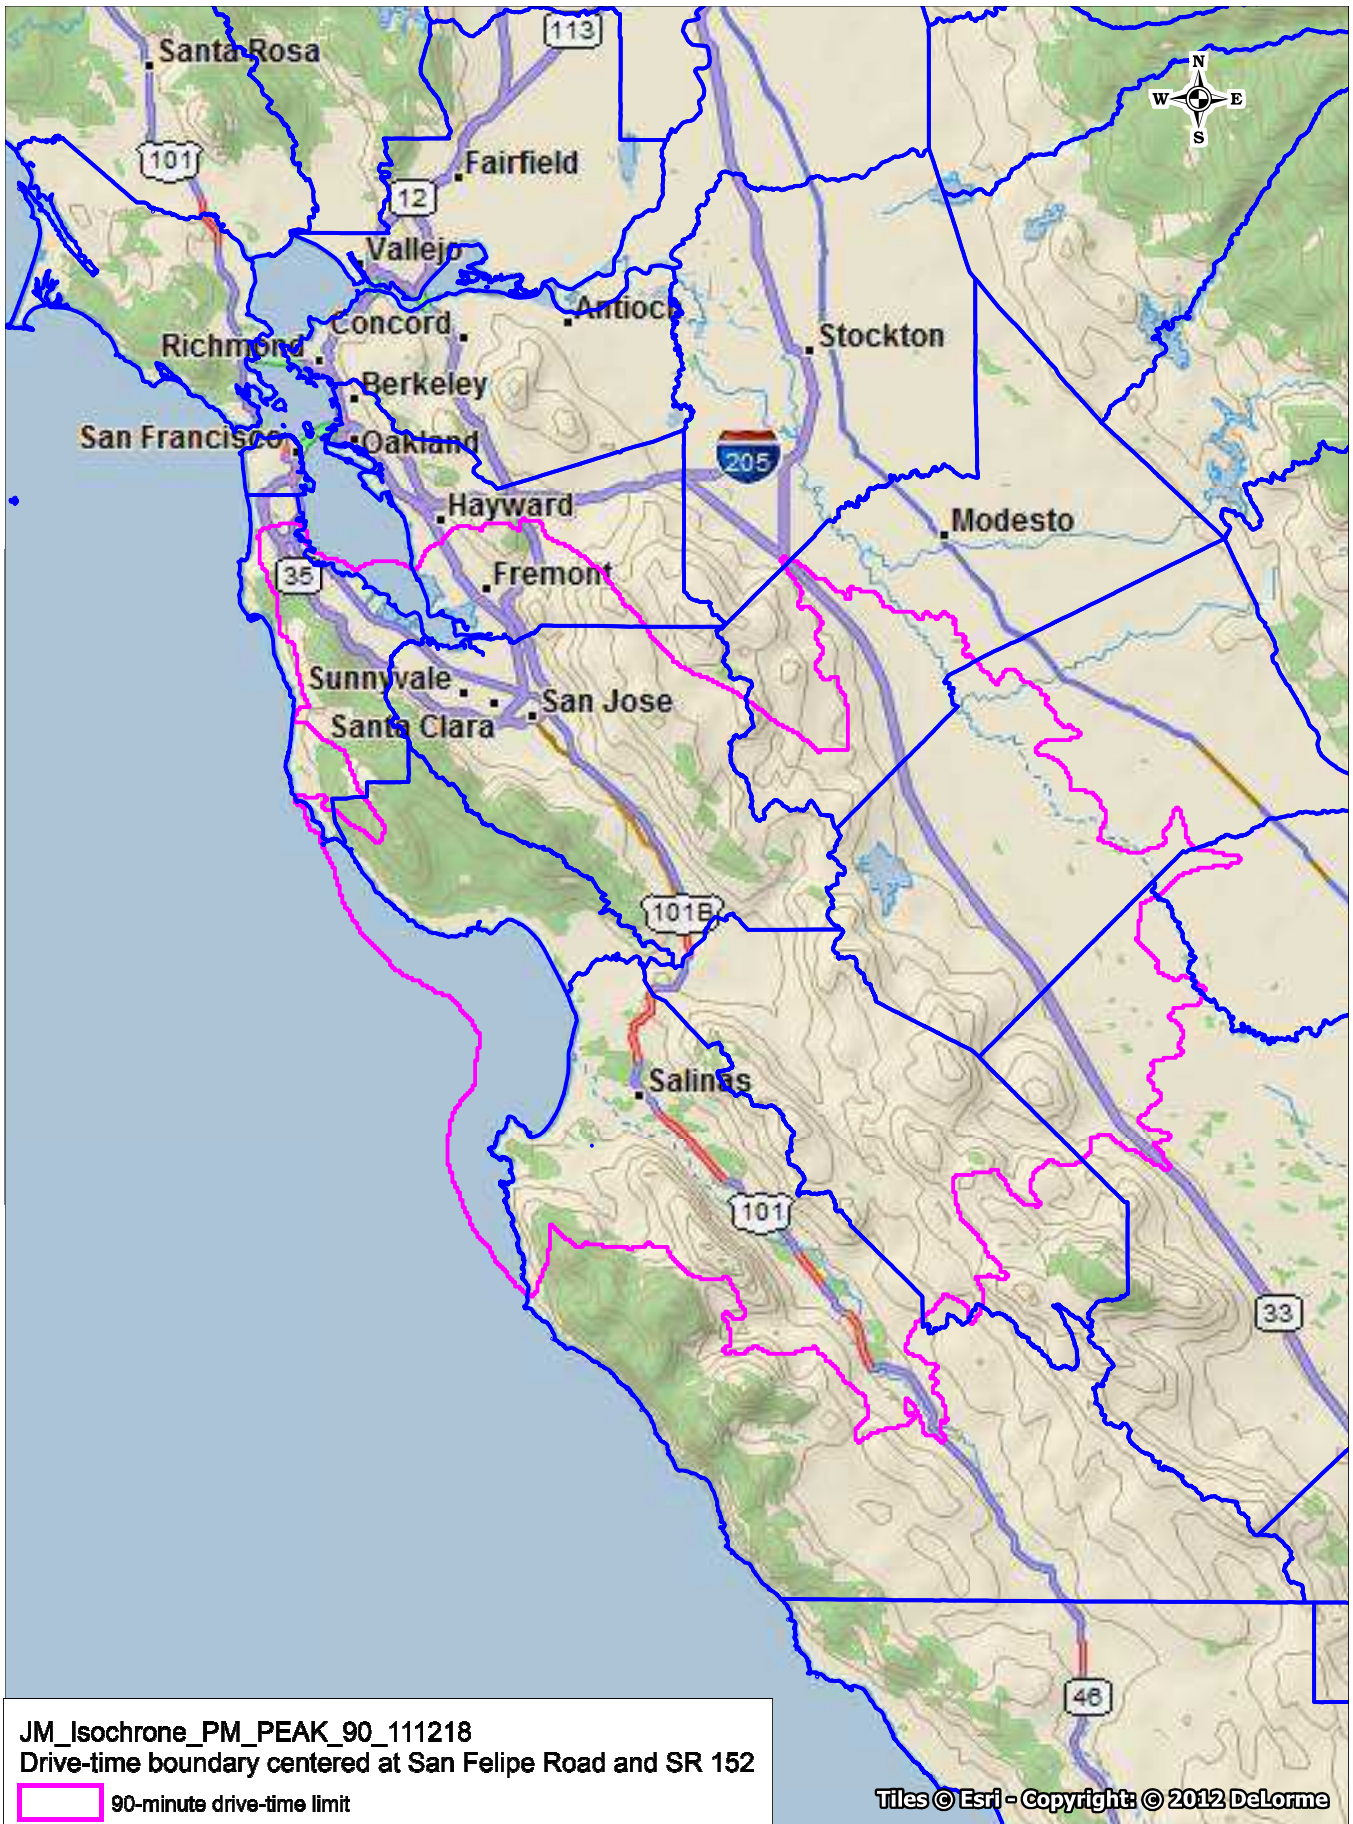 113
Santa Rosa
N
W E
S
101
Fairfield
12
Vallejo
Antioch
Concord
Stockton
Richmond
Berkeley
San Francisco
Oakland
205
Hayward
Modesto
35
Fremont
Sunnyvale
San Jose
Santa Clara
101B
Salinas
101
33
46
JM_Isochrone_PM_PEAK_90_111218
Drive-time boundary centered at San Felipe Road and SR 152
90-minute drive-time limit
Tiles © Esri - Copyright: © 2012 DeLorme